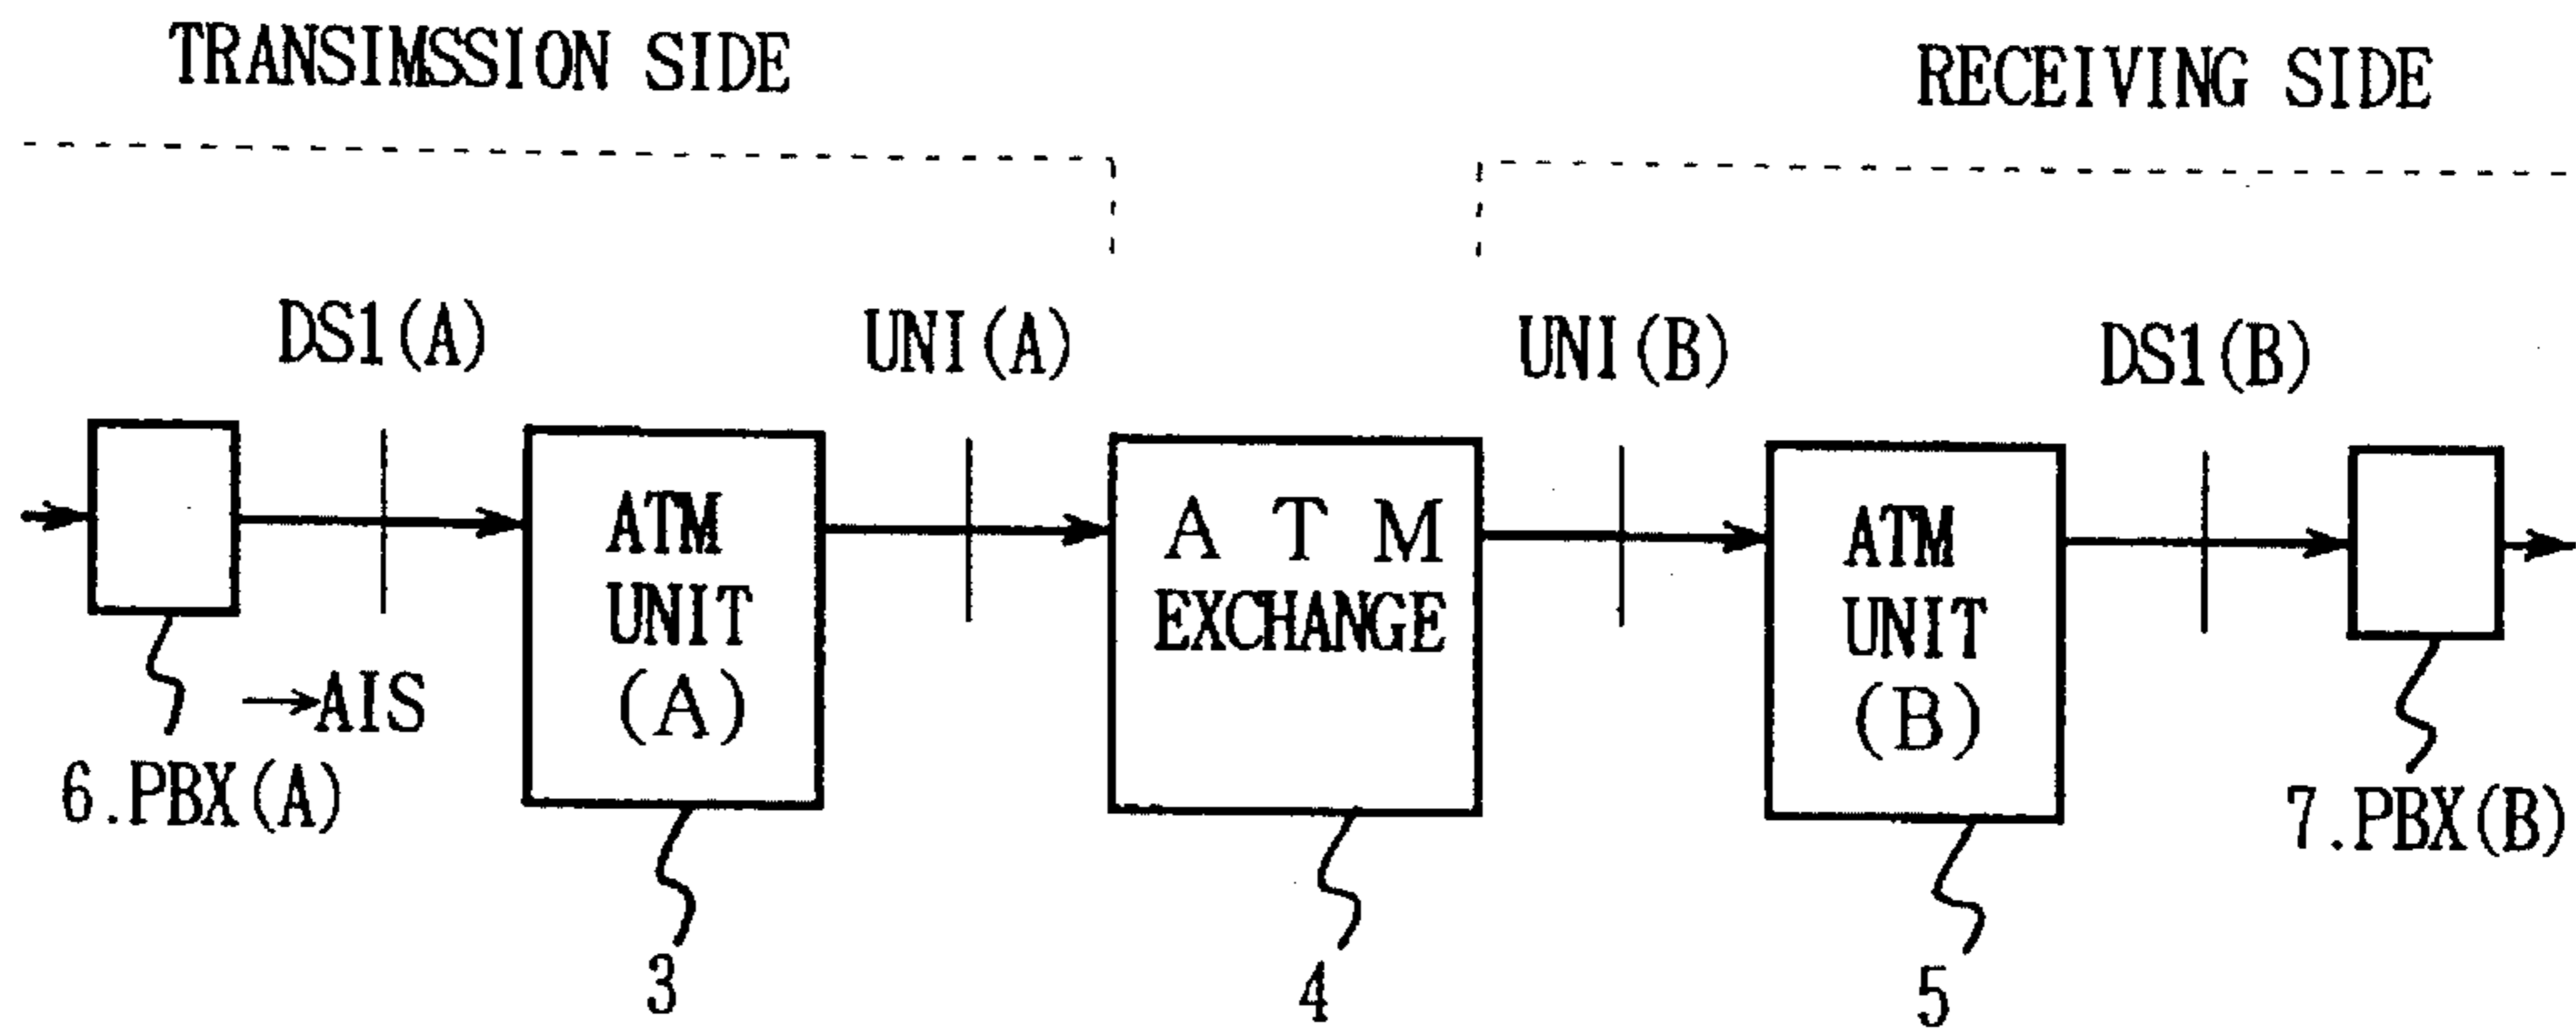 TRANSIMSSION SIDE
RECEIVING SIDE
DS1(A)
UNI(A)
UNI(B)
DS1(B)
ATM
UNIT
(A)
A T M
EXCHANGE
ATM
UNIT
(B)
→AIS
6.PBX(A)
7.PBX(B)
3
4
5